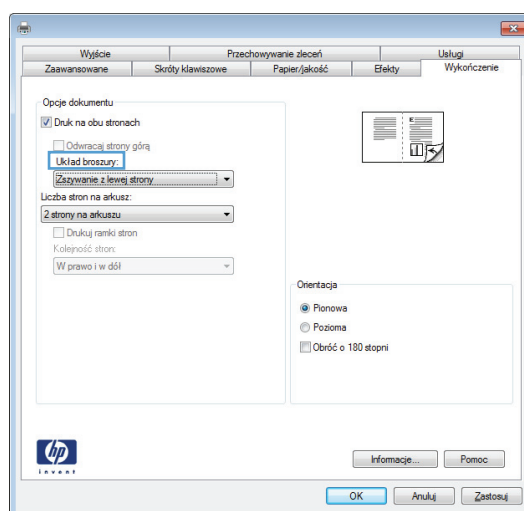 Wyjście
Przechowywanie zleceń
Usługi
Zaawansowane
Skróty klawiszowe
Papier/jakość
Efekty
Wykończenie
Opcje dokumentu
Druk na obu stronach
Odwracaj strony górą
Układ broszury:
Zszywanie z lewej strony
Liczba stron na arkusz:
2 strony na arkuszu
Drukuj ramki stron
Kolejność stron:
W prawo i w dół
Orientacja
Pionowa
Pozioma
Obróć o 180 stopni
hp
invent
Informacje...
Pomoc
OK
Anuluj
Zastosuj